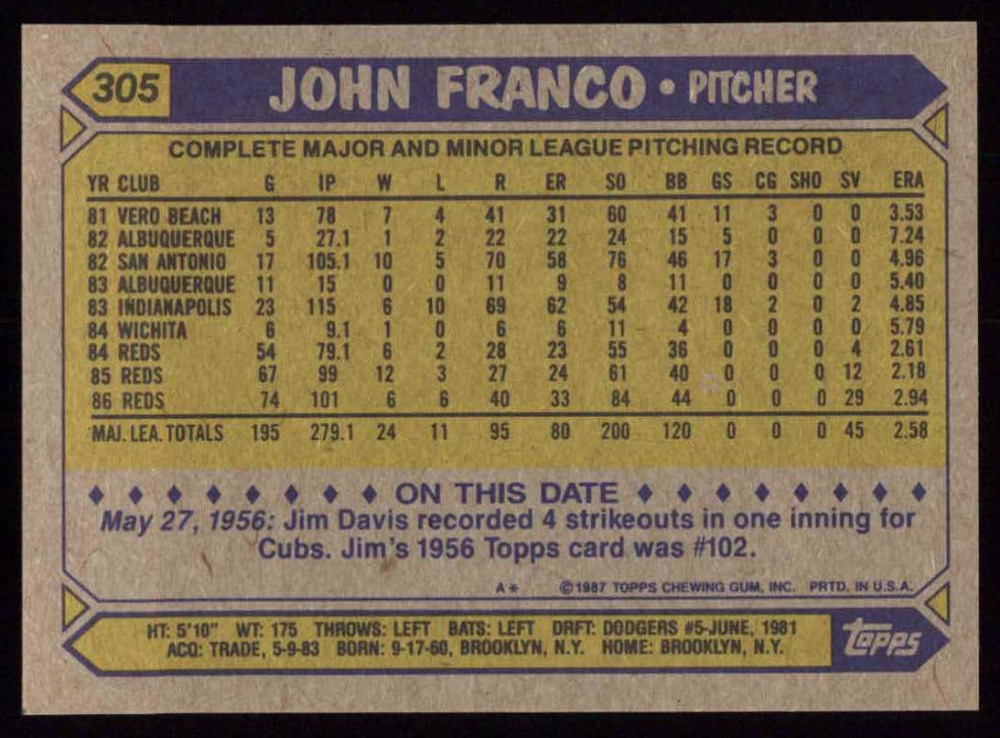 305 JOHN FRANCO • PITCHER
COMPLETE MAJOR AND MINOR LEAGUE PITCHING RECORD
YR CLUB G IP W L R ER SO BB GS CG SHO SV ERA
81 VERO BEACH 13 78 7 4 41 31 60 41 11 3 0 0 3.53
82 ALBUQUERQUE 5 27.1 1 2 22 22 24 15 5 0 0 0 7.24
82 SAN ANTONIO 17 105.1 10 5 70 58 76 46 17 3 0 0 4.96
83 ALBUQUERQUE 11 15 0 0 11 9 8 11 0 0 0 0 5.40
83 INDIANAPOLIS 23 115 6 10 69 62 54 42 18 2 0 2 4.85
84 WICHITA 6 9.1 1 0 6 6 11 4 0 0 0 0 5.79
84 REDS 54 79.1 6 2 28 23 55 36 0 0 0 4 2.61
85 REDS 67 99 12 3 27 24 61 40 0 0 0 12 2.18
86 REDS 74 101 6 6 40 33 84 44 0 0 0 29 2.94
MAJ. LEA. TOTALS 195 279.1 24 11 95 80 200 120 0 0 0 45 2.58
♦ ♦ ♦ ♦ ♦ ♦ ♦ ♦ ON THIS DATE ♦ ♦ ♦ ♦ ♦ ♦ ♦ ♦
May 27, 1956: Jim Davis recorded 4 strikeouts in one inning for
Cubs. Jim's 1956 Topps card was #102.
A* ©1987 TOPPS CHEWING GUM, INC. PRTD. IN U.S.A.
HT: 5'10" WT: 175 THROWS: LEFT BATS: LEFT DRFT: DODGERS #5-JUNE, 1981
ACQ: TRADE, 5-9-83 BORN: 9-17-60, BROOKLYN, N.Y. HOME: BROOKLYN, N.Y.
topps